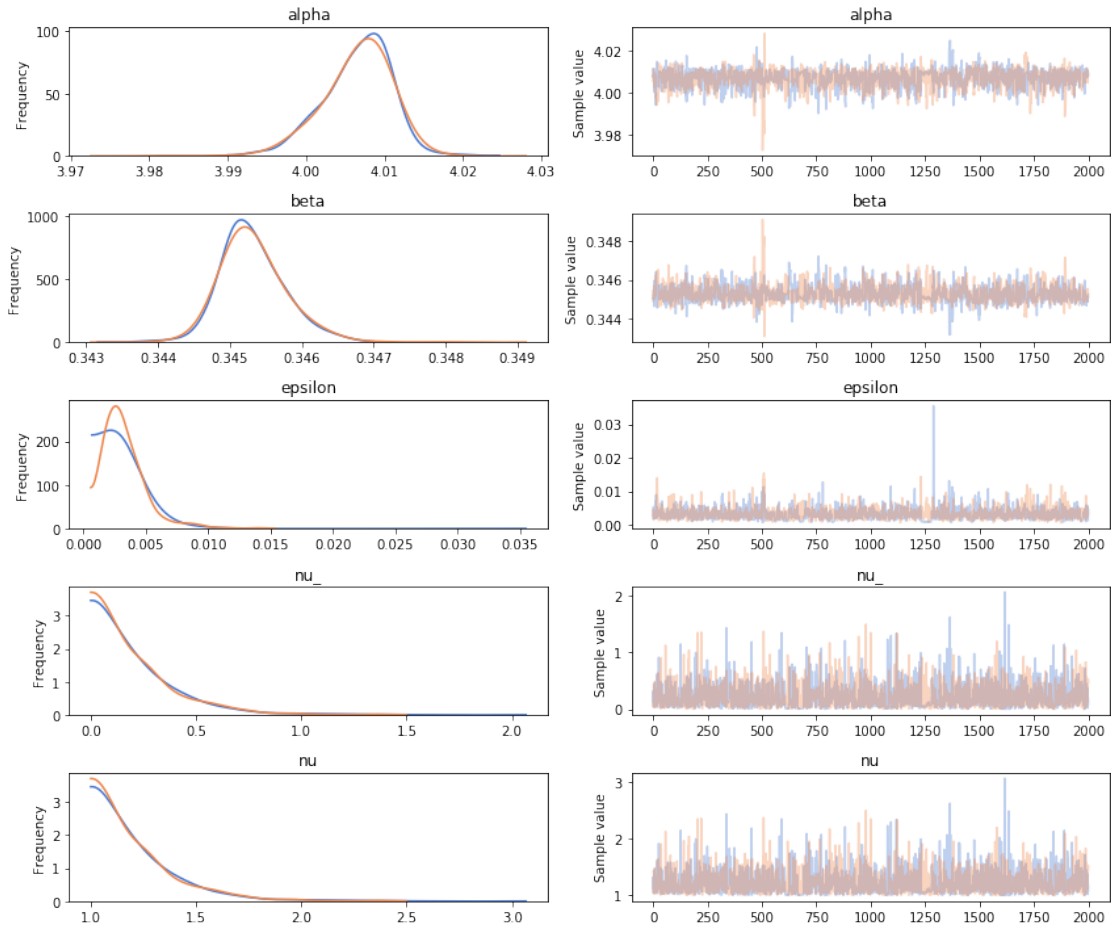 alpha
alpha
Frequency
100
50
0
3.97 3.98 3.99 4.00 4.01 4.02 4.03
Sample value
4.02
4.00
3.98
0 250 500 750 1000 1250 1500 1750 2000
beta
beta
Frequency
1000
500
0
0.343 0.344 0.345 0.346 0.347 0.348 0.349
Sample value
0.348
0.346
0.344
0 250 500 750 1000 1250 1500 1750 2000
epsilon
epsilon
Frequency
200
100
0
0.000 0.005 0.010 0.015 0.020 0.025 0.030 0.035
Sample value
0.03
0.02
0.01
0.00
0 250 500 750 1000 1250 1500 1750 2000
nu_
nu_
Frequency
3
2
1
0
0.0 0.5 1.0 1.5 2.0
Sample value
2
1
0
0 250 500 750 1000 1250 1500 1750 2000
nu
nu
Frequency
3
2
1
0
1.0 1.5 2.0 2.5 3.0
Sample value
3
2
1
0 250 500 750 1000 1250 1500 1750 2000